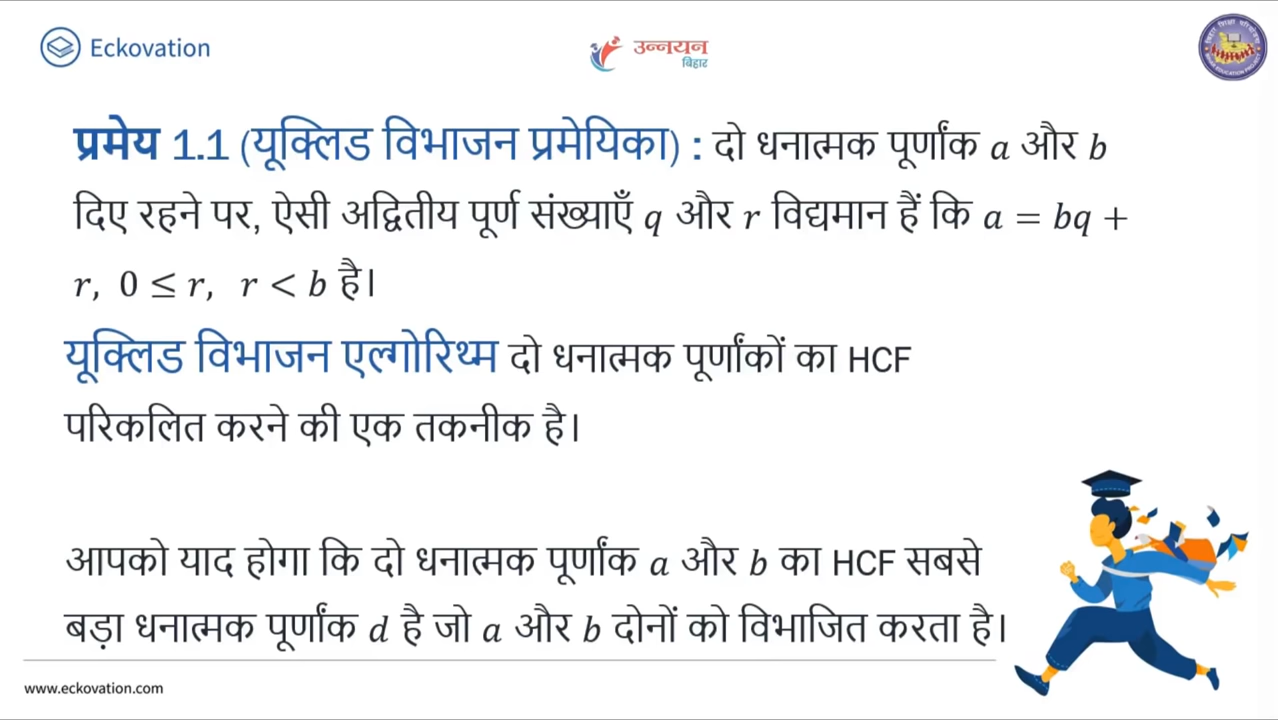 Eckovation
उन्नयन
बिहार
प्रमेय 1.1 (यूक्लिड विभाजन प्रमेयिका) : दो धनात्मक पूर्णांक a और b
दिए रहने पर, ऐसी अद्वितीय पूर्ण संख्याएँ q और r विद्यमान हैं कि a = bq +
r, 0 ≤ r, r < b है।
यूक्लिड विभाजन एल्गोरिथ्म दो धनात्मक पूर्णांकों का HCF
परिकलित करने की एक तकनीक है।
आपको याद होगा कि दो धनात्मक पूर्णांक a और b का HCF सबसे
बड़ा धनात्मक पूर्णांक d है जो a और b दोनों को विभाजित करता है।
www.eckovation.com